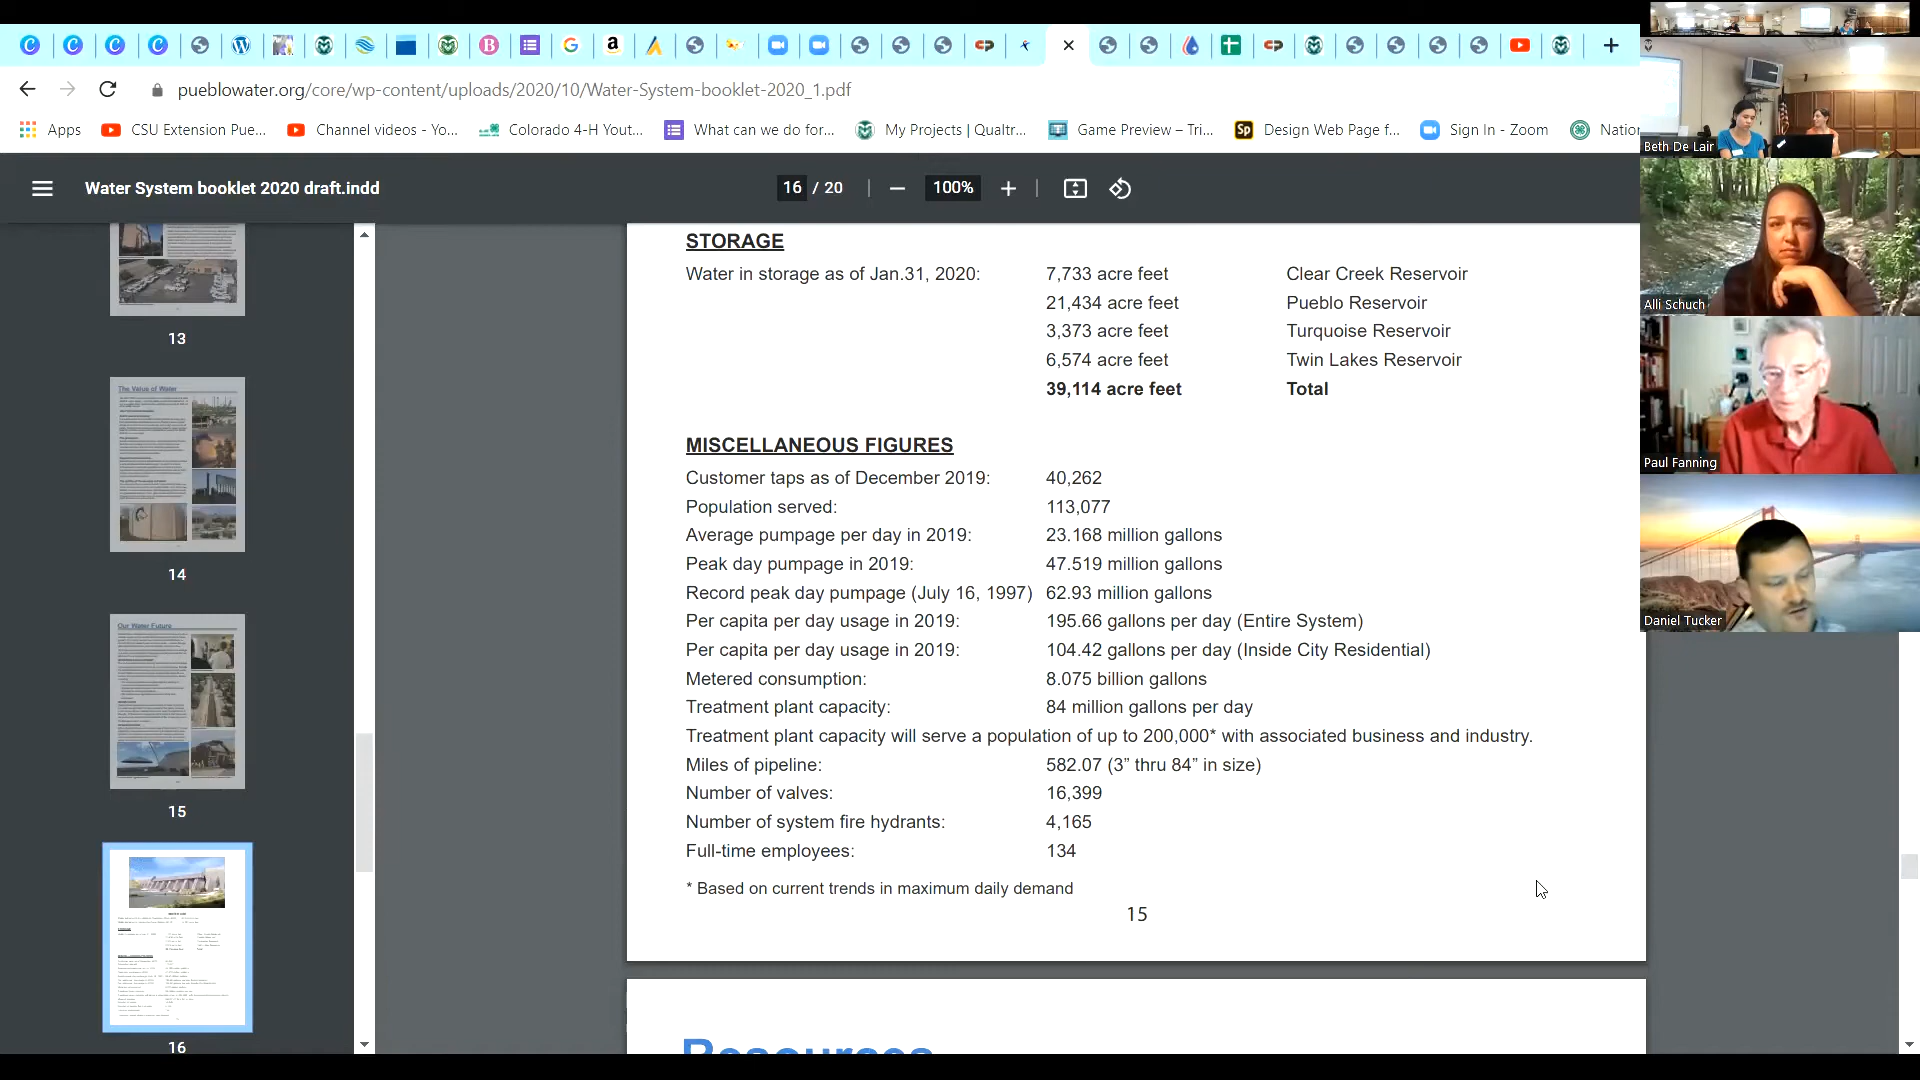 pueblowater.org/core/wp-content/uploads/2020/10/Water-System-booklet-2020_1.pdf
Apps
CSU Extension Pue...
Channel videos - Yo...
Colorado 4-H Yout...
What can we do for...
My Projects | Qualtr...
Game Preview – Tri...
Sp
Design Web Page f...
Sign In - Zoom
Natio
Water System booklet 2020 draft.indd
16 / 20
100%
13
The Value of Water
14
Our Water Future
15
16
STORAGE
Water in storage as of Jan.31, 2020: 7,733 acre feet Clear Creek Reservoir
21,434 acre feet Pueblo Reservoir
3,373 acre feet Turquoise Reservoir
6,574 acre feet Twin Lakes Reservoir
39,114 acre feet Total
MISCELLANEOUS FIGURES
Customer taps as of December 2019: 40,262
Population served: 113,077
Average pumpage per day in 2019: 23.168 million gallons
Peak day pumpage in 2019: 47.519 million gallons
Record peak day pumpage (July 16, 1997) 62.93 million gallons
Per capita per day usage in 2019: 195.66 gallons per day (Entire System)
Per capita per day usage in 2019: 104.42 gallons per day (Inside City Residential)
Metered consumption: 8.075 billion gallons
Treatment plant capacity: 84 million gallons per day
Treatment plant capacity will serve a population of up to 200,000* with associated business and industry.
Miles of pipeline: 582.07 (3” thru 84” in size)
Number of valves: 16,399
Number of system fire hydrants: 4,165
Full-time employees: 134
* Based on current trends in maximum daily demand
15
Resources
Beth De Lair
Alli Schuch
Paul Fanning
Daniel Tucker